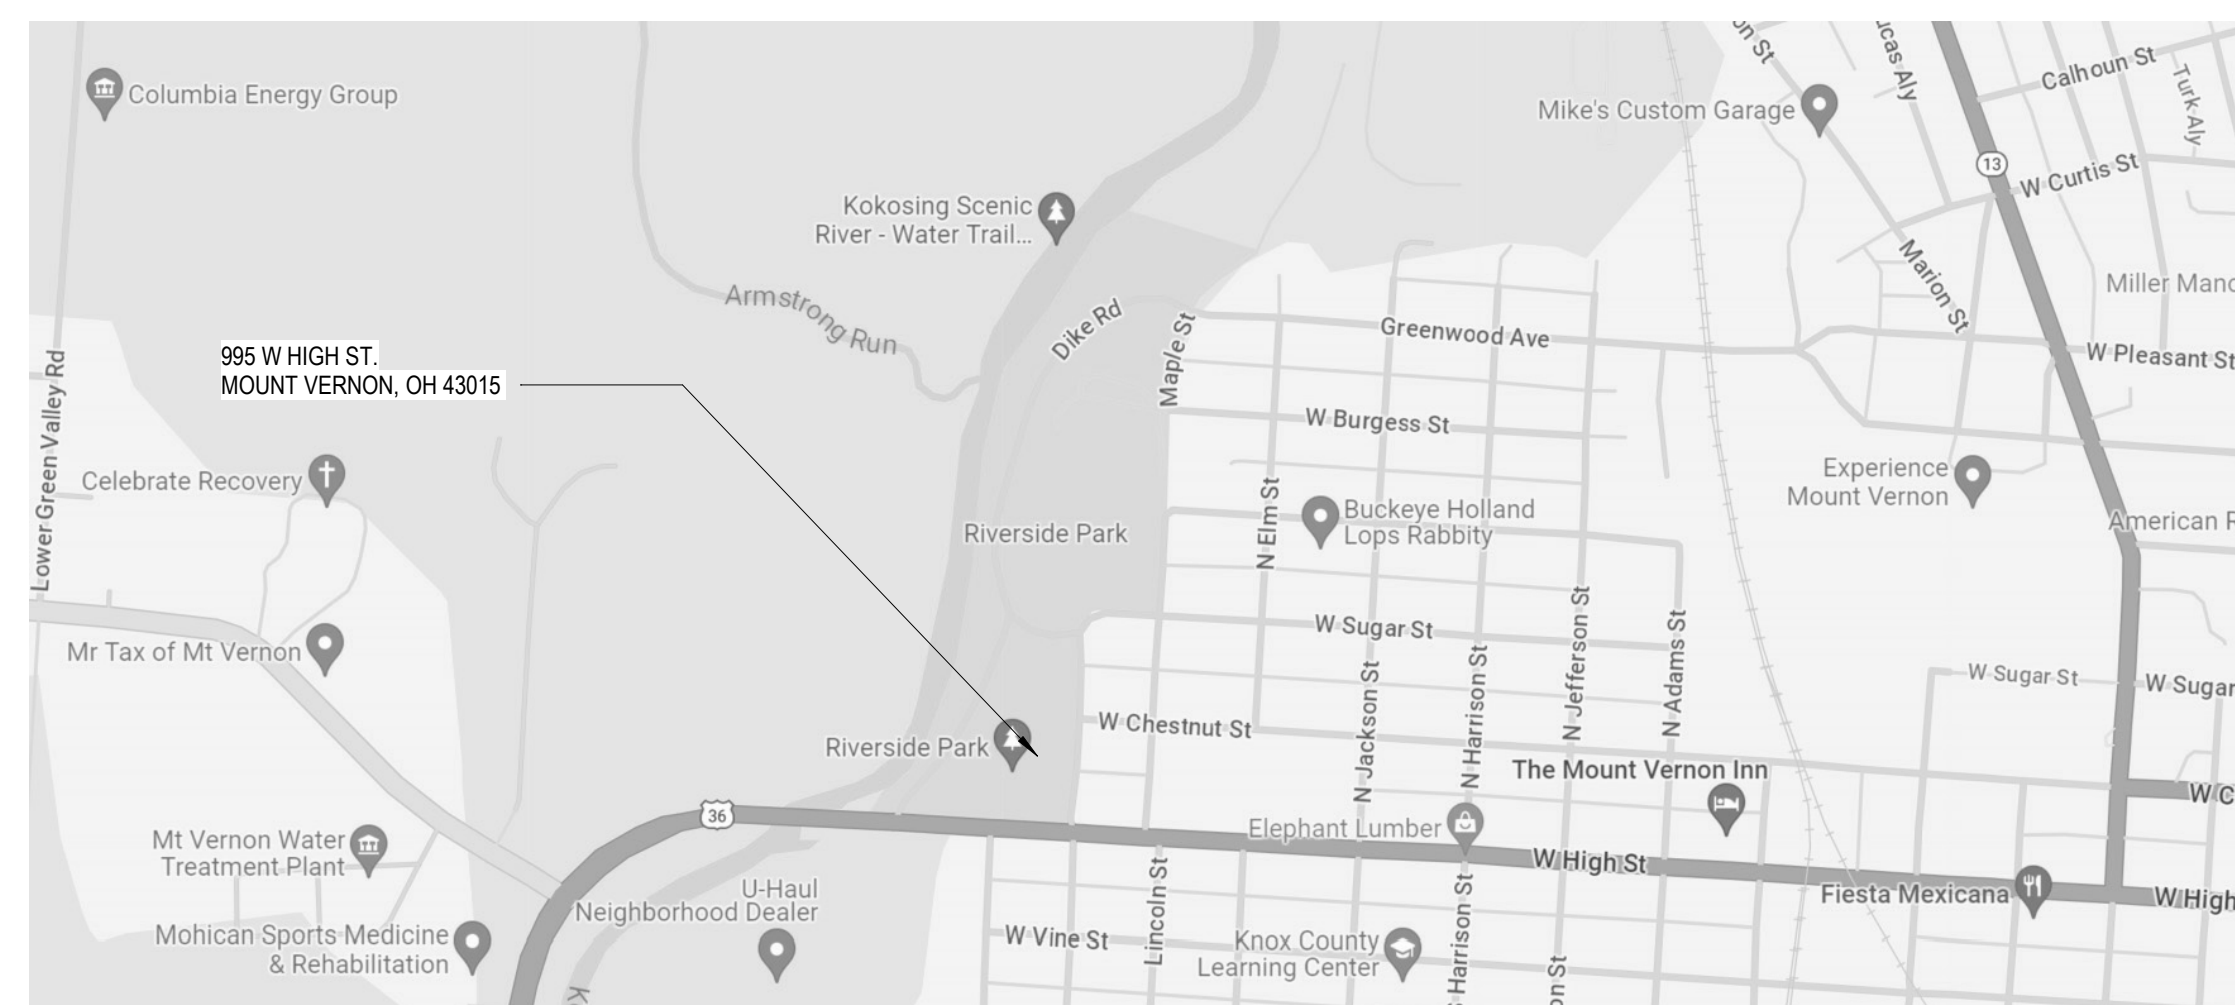 Columbia Energy Group
Mike's Custom Garage
Calhoun St
Turk Aly
13
W Curtis St
Kokosing Scenic
River - Water Trail...
Marion St
Miller Mano
Armstrong Run
Dike Rd
Maple St
Greenwood Ave
W Pleasant St
995 W HIGH ST.
MOUNT VERNON, OH 43015
Lower Green Valley Rd
W Burgess St
Celebrate Recovery
Experience
Mount Vernon
N Elm St
Buckeye Holland
Lops Rabbity
American R
Riverside Park
W Sugar St
N Jefferson St
N Adams St
Mr Tax of Mt Vernon
N Jackson St
N Harrison St
W Sugar St
W Sugar
W Chestnut St
Riverside Park
The Mount Vernon Inn
36
W C
Elephant Lumber
Mt Vernon Water
Treatment Plant
W High St
U-Haul
Neighborhood Dealer
Lincoln St
Fiesta Mexicana
W High
Mohican Sports Medicine
& Rehabilitation
W Vine St
Knox County
Learning Center
S Harrison St
on St